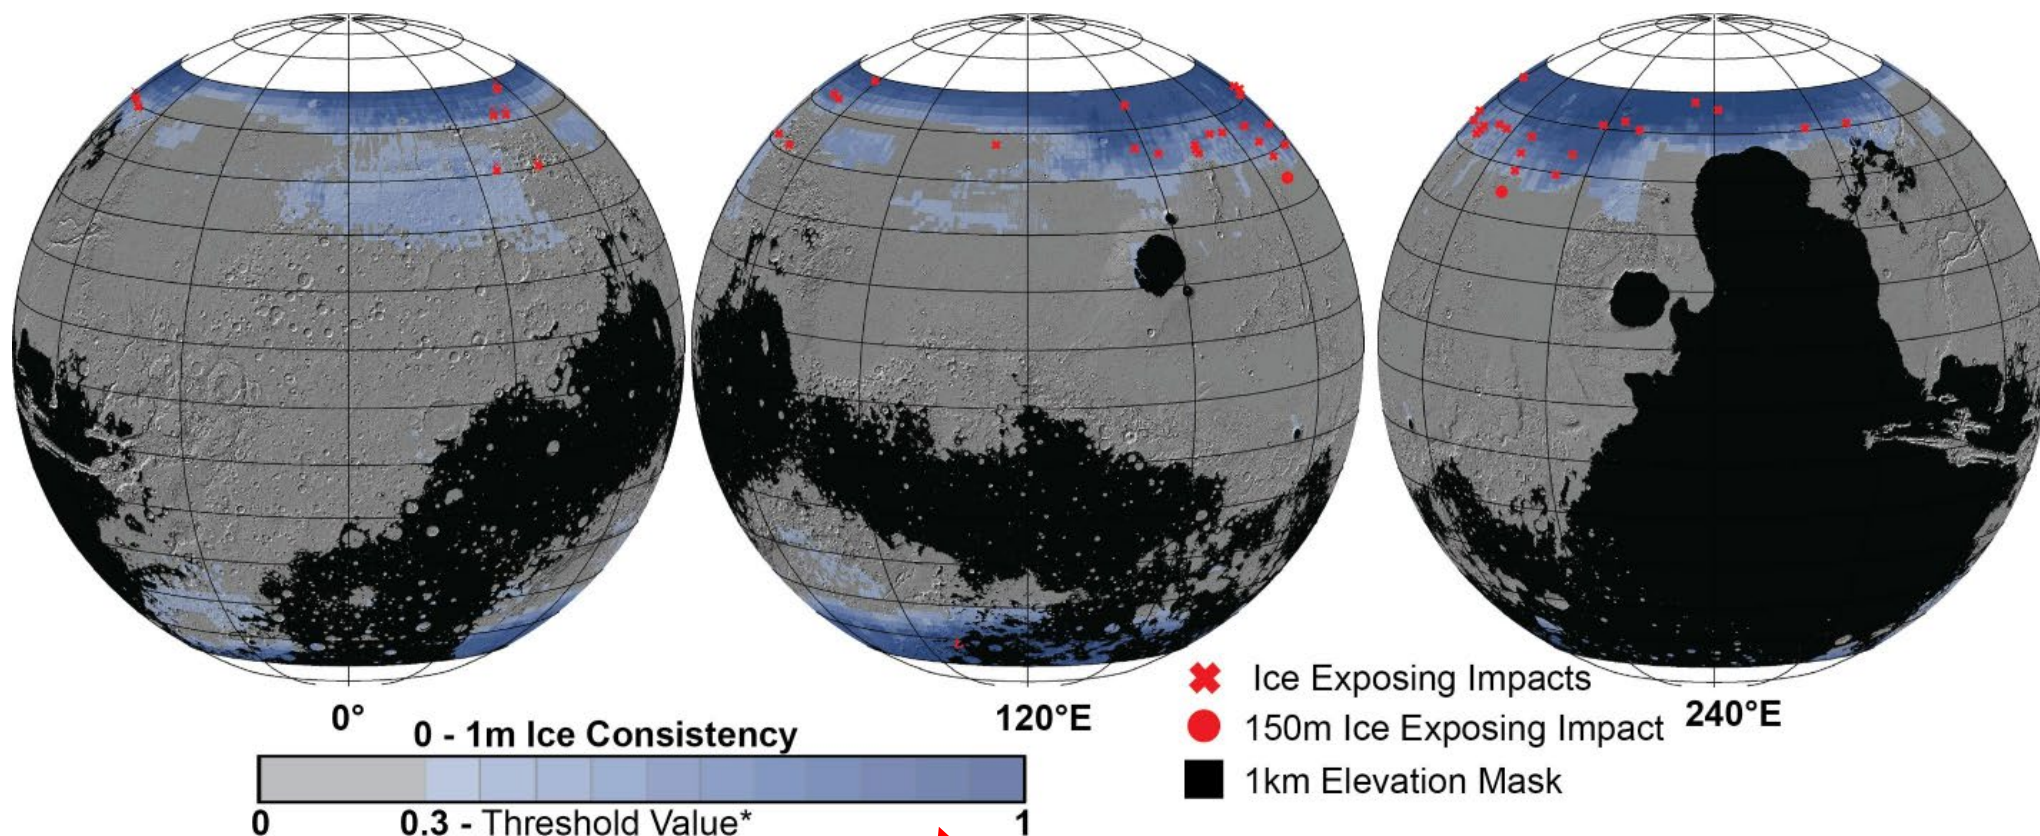 0°
120°E
240°E
Ice Exposing Impacts
150m Ice Exposing Impact
1km Elevation Mask
0 - 1m Ice Consistency
0
0.3 - Threshold Value*
1